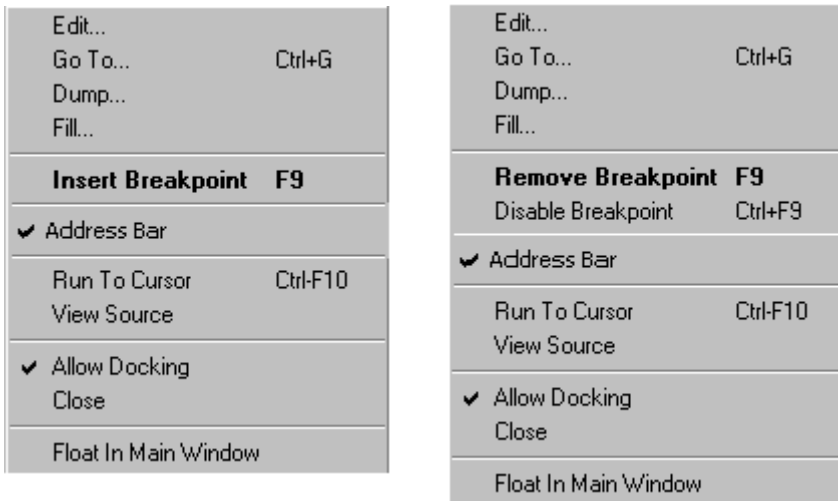 Edit...
Go To... Ctrl+G
Dump...
Fill...
Insert Breakpoint F9
Address Bar
Run To Cursor Ctrl-F10
View Source
Allow Docking
Close
Float In Main Window
Edit...
Go To... Ctrl+G
Dump...
Fill...
Remove Breakpoint F9
Disable Breakpoint Ctrl+F9
Address Bar
Run To Cursor Ctrl-F10
View Source
Allow Docking
Close
Float In Main Window